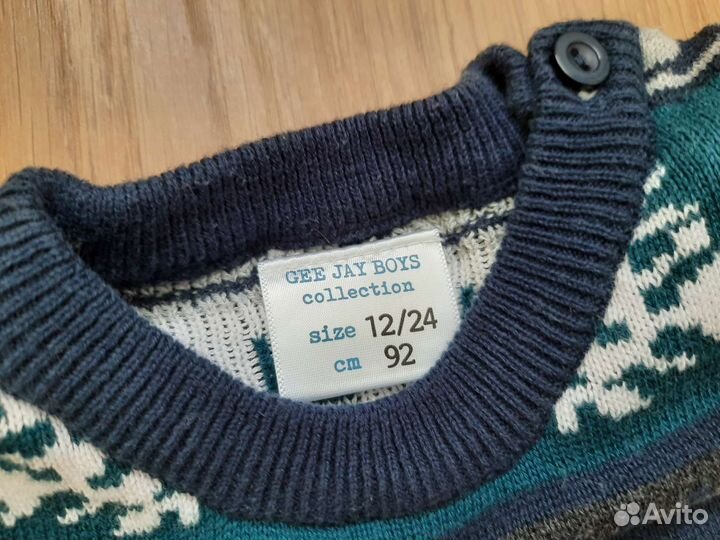 GEE JAY BOYS
collection
size 12/24
cm 92
Avito